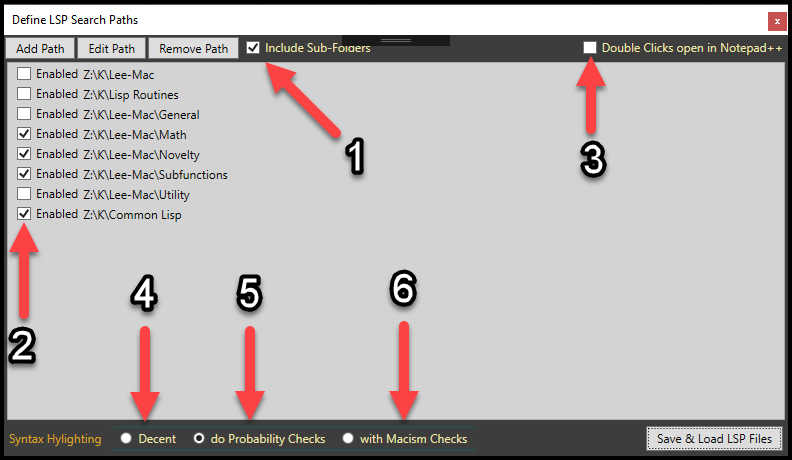 Define LSP Search Paths x
Add Path Edit Path Remove Path Include Sub-Folders Double Clicks open in Notepad++
Enabled Z:\K\Lee-Mac
Enabled Z:\K\Lisp Routines
Enabled Z:\K\Lee-Mac\General
Enabled Z:\K\Lee-Mac\Math
Enabled Z:\K\Lee-Mac\Novelty
Enabled Z:\K\Lee-Mac\Subfunctions
Enabled Z:\K\Lee-Mac\Utility
Enabled Z:\K\Common Lisp
1
3
2
4 5 6
Syntax Hylighting Decent do Probability Checks with Macism Checks Save & Load LSP Files